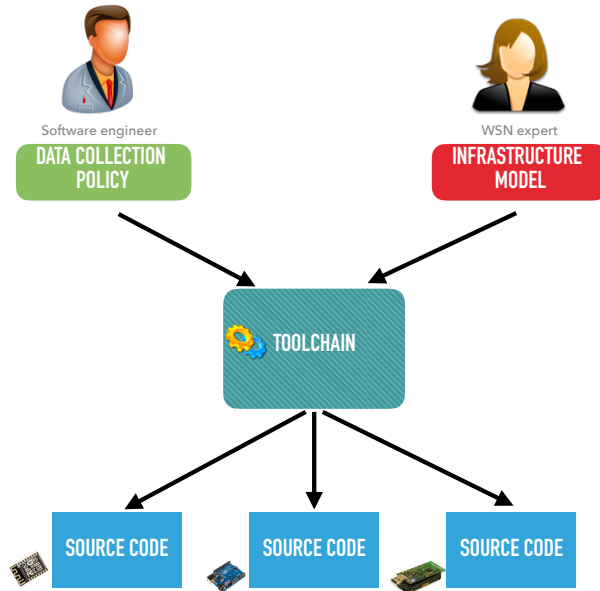 Software engineer
WSN expert
DATA COLLECTION
POLICY
INFRASTRUCTURE
MODEL
TOOLCHAIN
SOURCE CODE
SOURCE CODE
SOURCE CODE